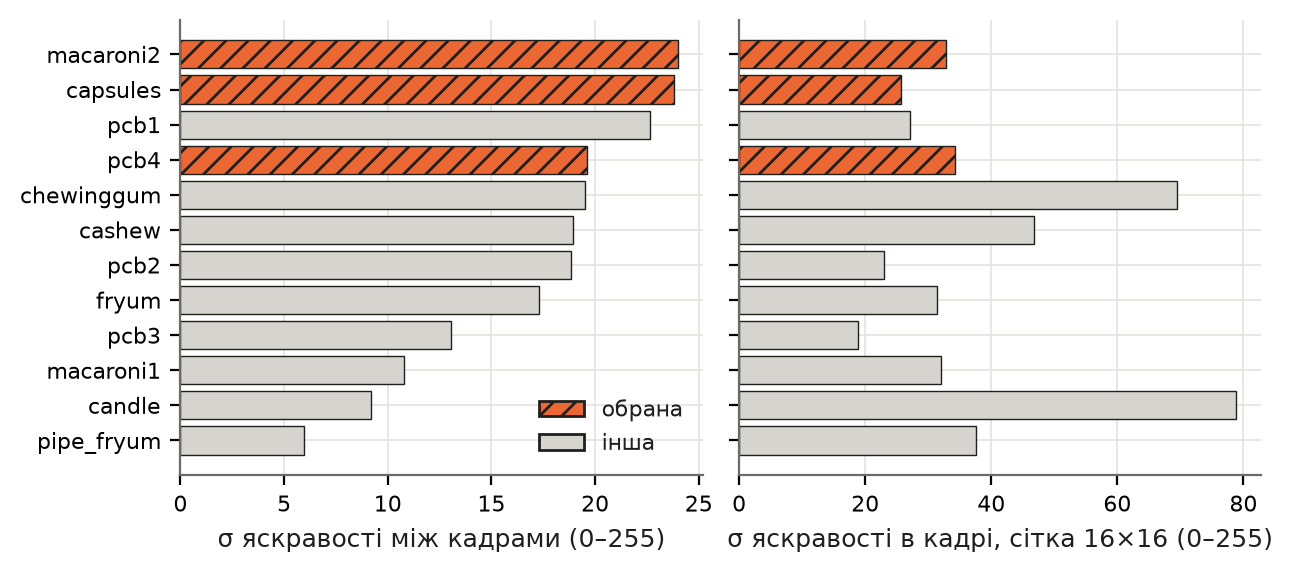 macaroni2
capsules
pcb1
pcb4
chewinggum
cashew
pcb2
fryum
pcb3
macaroni1
candle
pipe_fryum
обрана
інша
0 5 10 15 20 25
σ яскравості між кадрами (0–255)
0 20 40 60 80
σ яскравості в кадрі, сітка 16×16 (0–255)